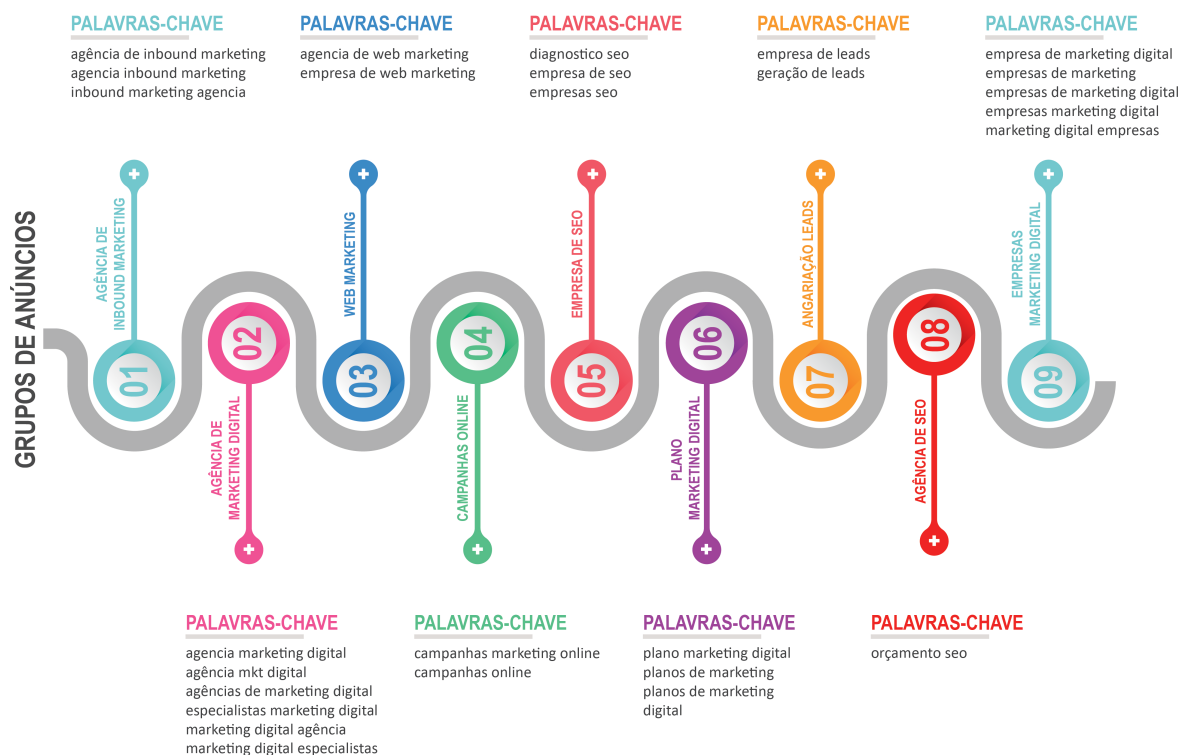 GRUPOS DE ANÚNCIOS
PALAVRAS-CHAVE
agência de inbound marketing
agencia inbound marketing
inbound marketing agencia
PALAVRAS-CHAVE
agencia de web marketing
empresa de web marketing
PALAVRAS-CHAVE
diagnostico seo
empresa de seo
empresas seo
PALAVRAS-CHAVE
empresa de leads
geração de leads
PALAVRAS-CHAVE
empresa de marketing digital
empresas de marketing
empresas de marketing digital
empresas marketing digital
marketing digital empresas
AGÊNCIA DE
INBOUND MARKETING
01
AGÊNCIA DE
MARKETING DIGITAL
02
WEB MARKETING
03
CAMPANHAS ONLINE
04
EMPRESA DE SEO
05
PLANO
MARKETING DIGITAL
06
ANGARIAÇÃO LEADS
07
AGÊNCIA DE SEO
08
EMPRESAS
MARKETING DIGITAL
09
PALAVRAS-CHAVE
agencia marketing digital
agência mkt digital
agências de marketing digital
especialistas marketing digital
marketing digital agência
marketing digital especialistas
PALAVRAS-CHAVE
campanhas marketing online
campanhas online
PALAVRAS-CHAVE
plano marketing digital
planos de marketing
planos de marketing
digital
PALAVRAS-CHAVE
orçamento seo